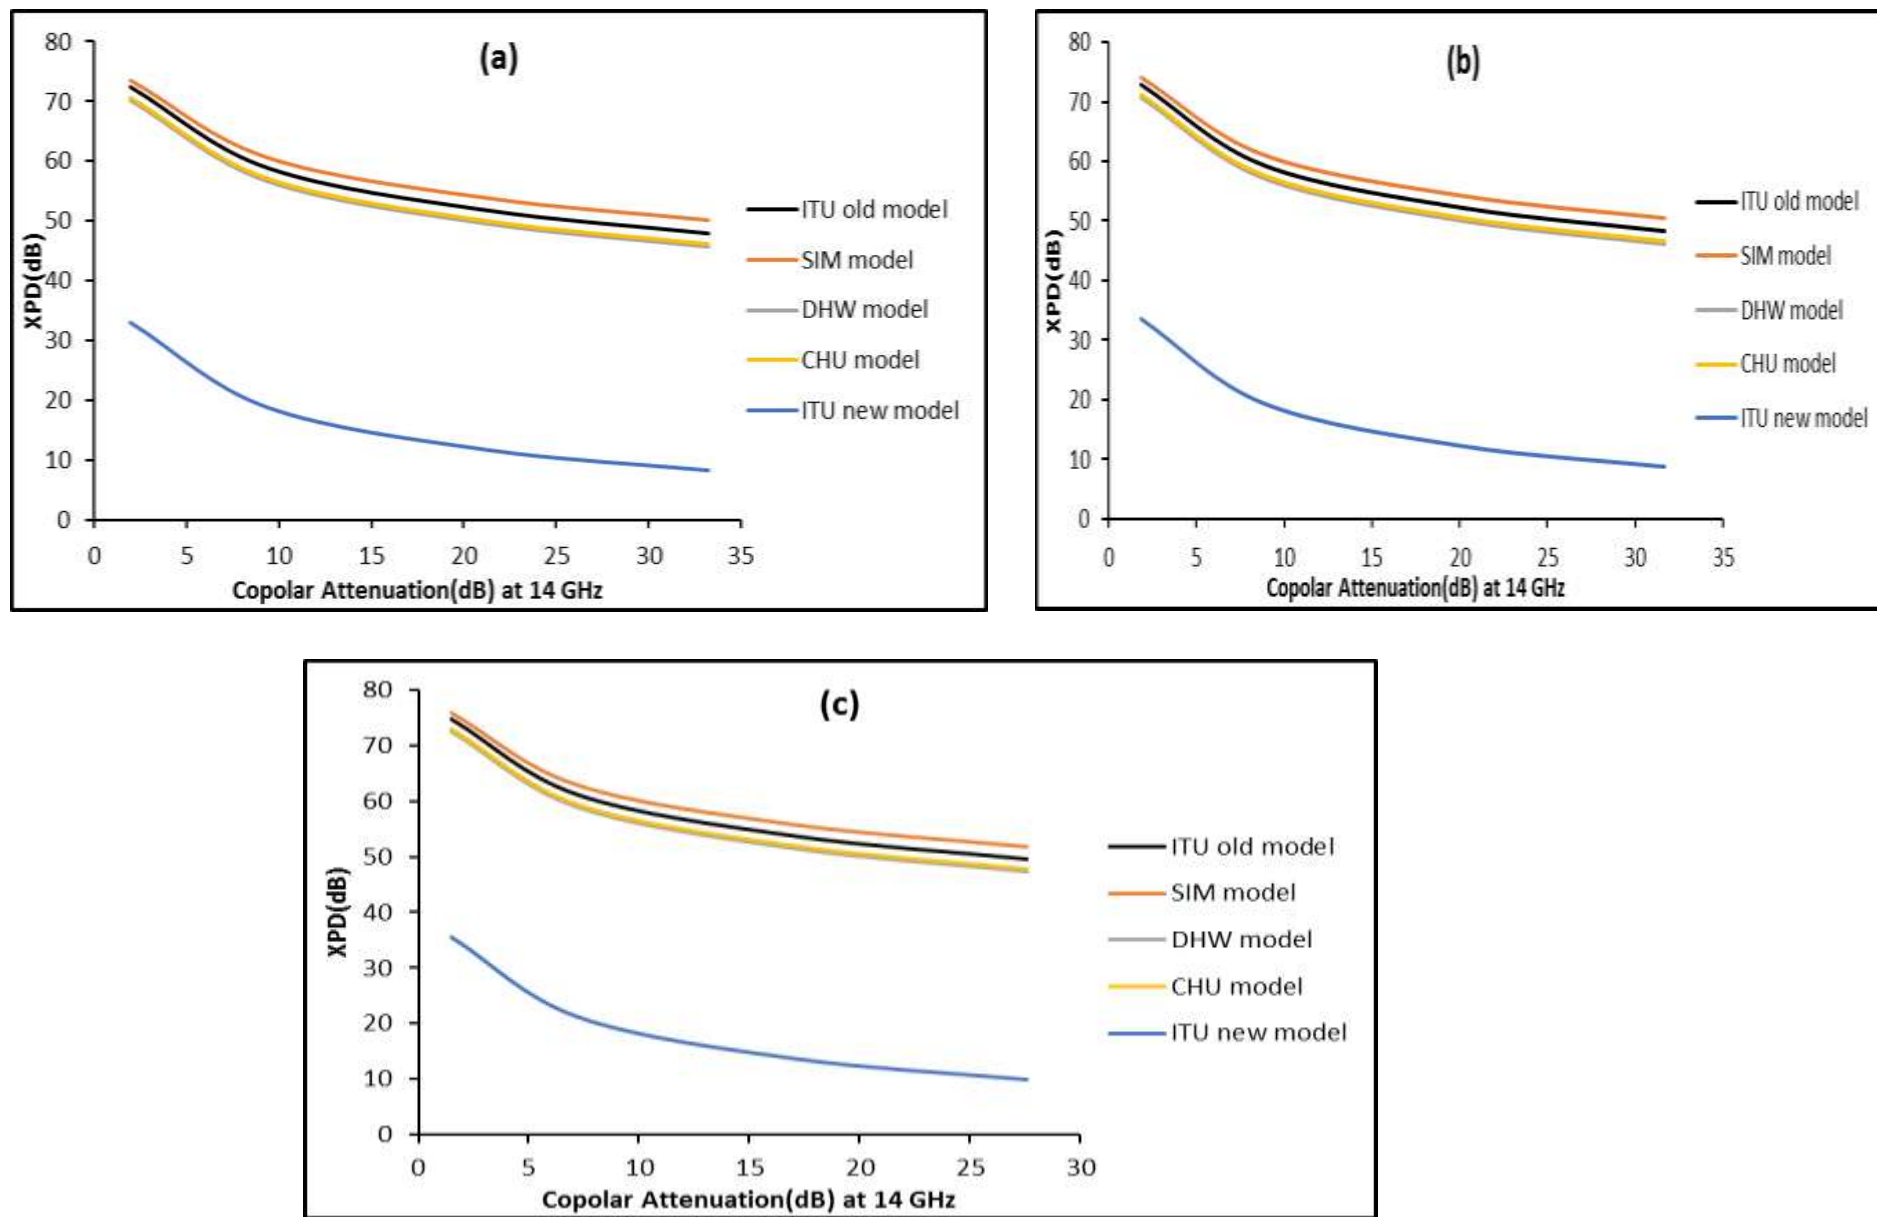 (a)
80
70
60
50
40
30
20
10
0
XPD(dB)
0 5 10 15 20 25 30 35
Copolar Attenuation(dB) at 14 GHz
ITU old model
SIM model
DHW model
CHU model
ITU new model
(b)
80
70
60
50
40
30
20
10
0
XPD(dB)
0 5 10 15 20 25 30 35
Copolar Attenuation(dB) at 14 GHz
ITU old model
SIM model
DHW model
CHU model
ITU new model
(c)
80
70
60
50
40
30
20
10
0
XPD(dB)
0 5 10 15 20 25 30
Copolar Attenuation(dB) at 14 GHz
ITU old model
SIM model
DHW model
CHU model
ITU new model